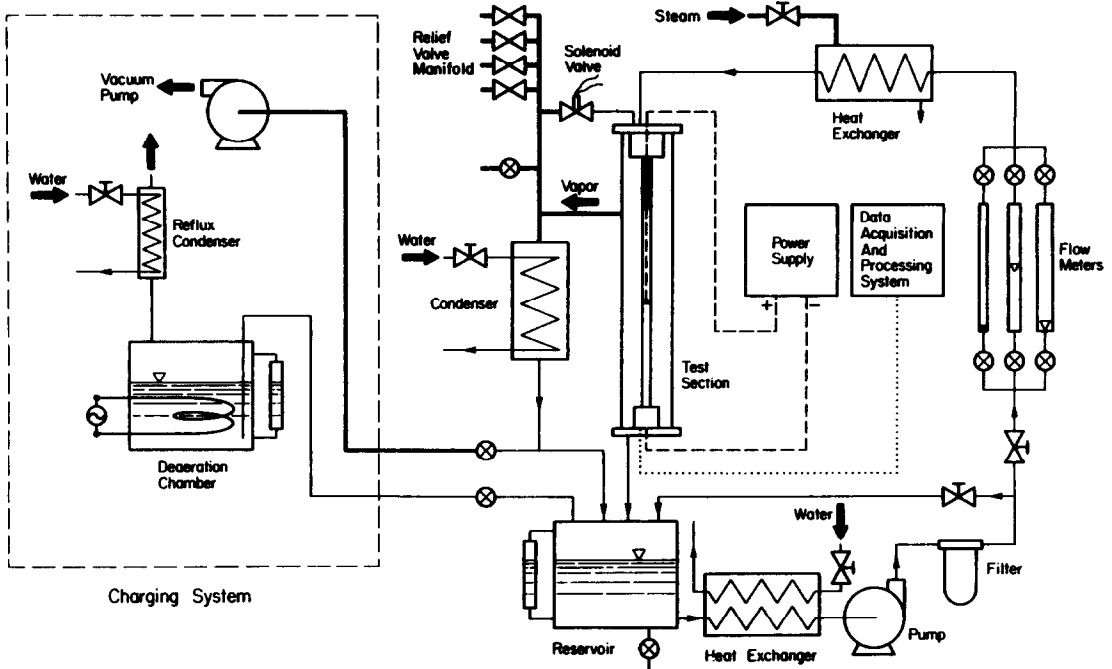 Steam
Relief
Valve
Manifold
Solenoid
Valve
Vacuum
Pump
Heat
Exchanger
Water
Reflux
Condenser
Vapor
Water
Condenser
Power
Supply
+ −
Data
Acquisition
And
Processing
System
Flow
Meters
Test
Section
Deaeration
Chamber
Water
Filter
Charging System
Reservoir
Heat Exchanger
Pump